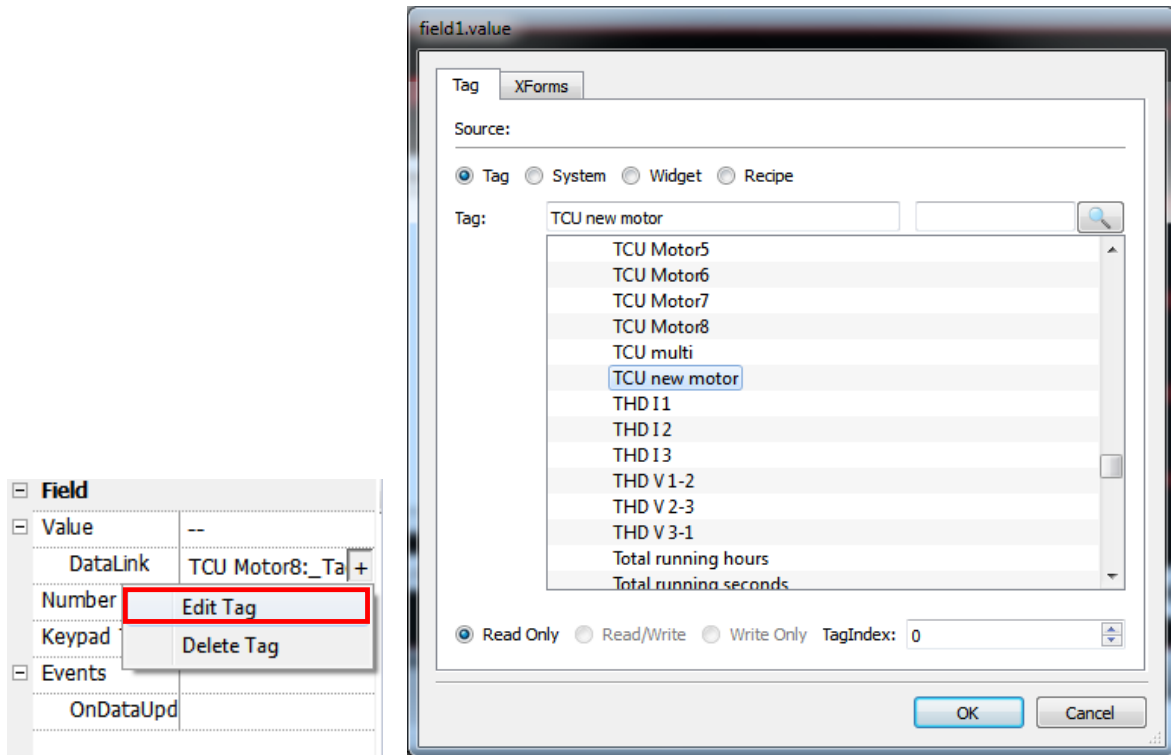 Field
Value --
DataLink TCU Motor8:_Ta +
Number
Edit Tag
Keypad
Delete Tag
Events
OnDataUpd
field1.value
Tag XForms
Source:
Tag System Widget Recipe
Tag: TCU new motor
TCU Motor5
TCU Motor6
TCU Motor7
TCU Motor8
TCU multi
TCU new motor
THD I1
THD I2
THD I3
THD V 1-2
THD V 2-3
THD V 3-1
Total running hours
Total running seconds
Read Only Read/Write Write Only TagIndex: 0
OK Cancel